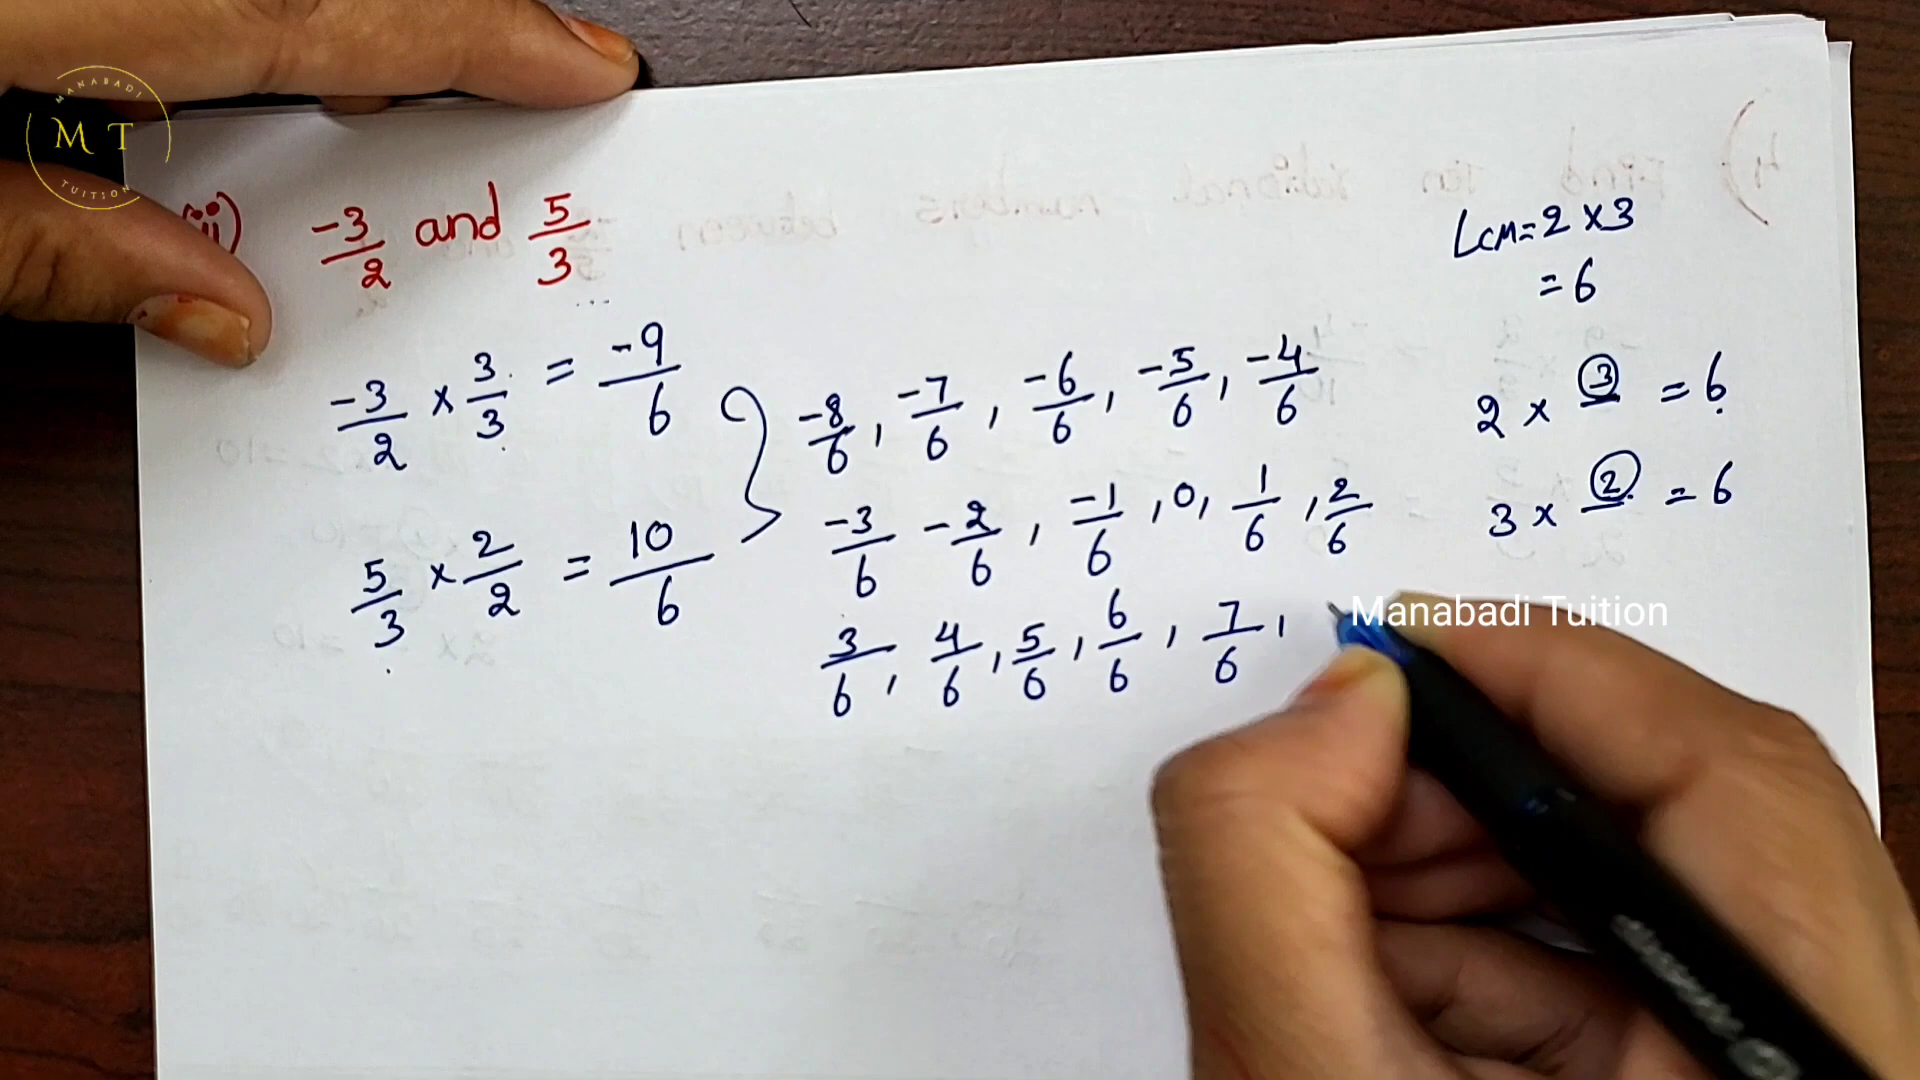 MANABADI
M T
TUITION
ii) -3/2 and 5/3
LCM = 2 × 3
= 6
-3/2 × 3/3 = -9/6
5/3 × 2/2 = 10/6
-8/6, -7/6, -6/6, -5/6, -4/6
-3/6 -2/6, -1/6, 0, 1/6, 2/6
3/6, 4/6, 5/6, 6/6, 7/6,
2 × 3 = 6
3 × 2 = 6
Manabadi Tuition